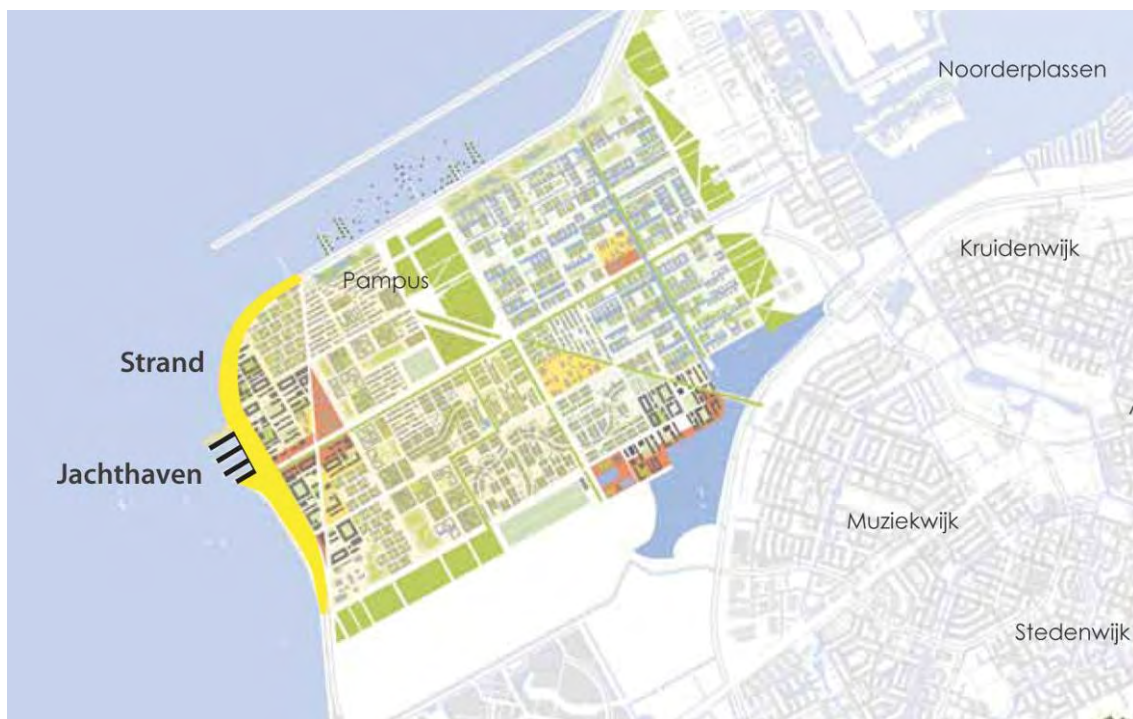 Noorderplassen
Kruidenwijk
Pampus
Strand
Jachthaven
Muziekwijk
Stedenwijk